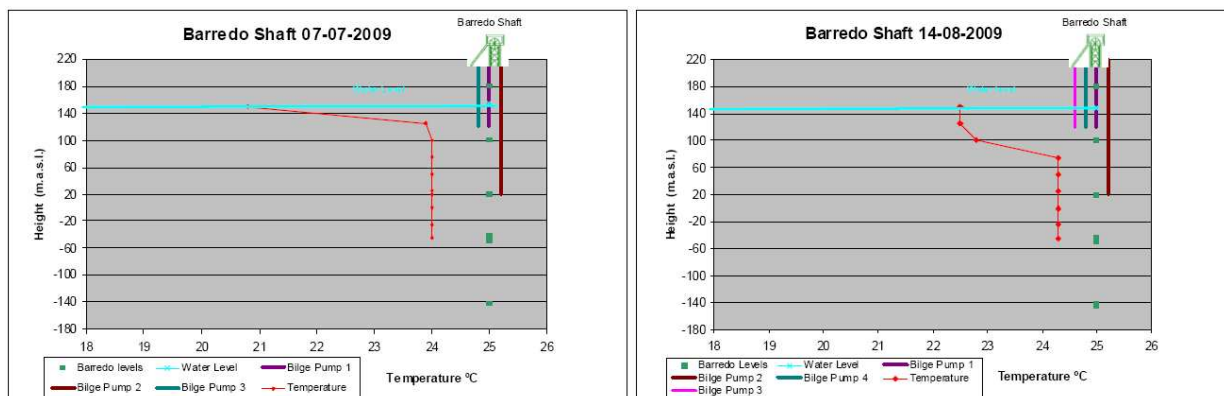 Barredo Shaft
Barredo Shaft 07-07-2009
Height (m.a.s.l.)
220
180
140
100
60
20
-20
-60
-100
-140
-180
Water Level
18 19 20 21 22 23 24 25 26
Barredo levels Water Level Bilge Pump 1
Bilge Pump 2 Bilge Pump 3 Temperature
Temperature ºC
Barredo Shaft
Barredo Shaft 14-08-2009
Height (m.a.s.l.)
220
180
140
100
60
20
-20
-60
-100
-140
-180
Water Level
18 19 20 21 22 23 24 25 26
Barredo Levels Water Level Bilge Pump 1
Bilge Pump 2 Bilge Pump 4 Temperature
Bilge Pump 3
Temperature ºC